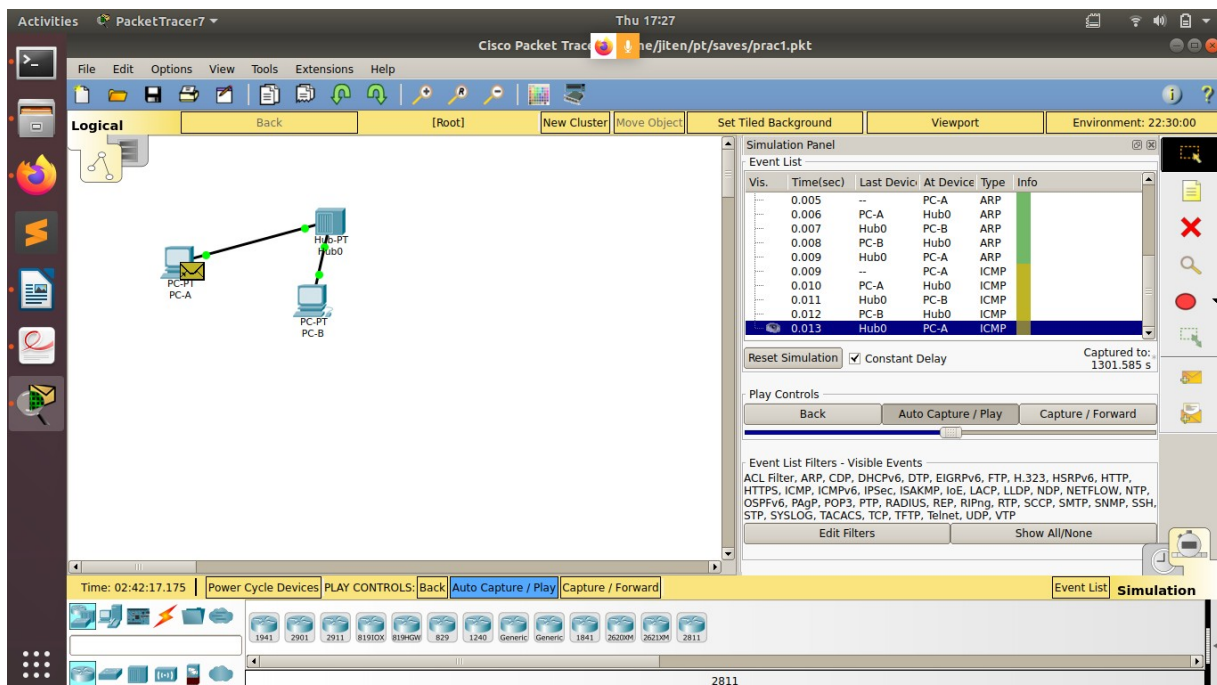 Activities PacketTracer7 Thu 17:27
Cisco Packet Trac e/jiten/pt/saves/prac1.pkt
File Edit Options View Tools Extensions Help
Logical Back [Root] New Cluster Move Object Set Tiled Background Viewport Environment: 22:30:00
Simulation Panel
Event List
Vis. Time(sec) Last Devic At Device Type Info
0.005 -- PC-A ARP
0.006 PC-A Hub0 ARP
0.007 Hub0 PC-B ARP
0.008 PC-B Hub0 ARP
0.009 Hub0 PC-A ARP
0.009 -- PC-A ICMP
0.010 PC-A Hub0 ICMP
0.011 Hub0 PC-B ICMP
0.012 PC-B Hub0 ICMP
0.013 Hub0 PC-A ICMP
Hub-PT
Hub0
PC-PT
PC-A
PC-PT
PC-B
Reset Simulation Constant Delay Captured to:
1301.585 s
Play Controls
Back Auto Capture / Play Capture / Forward
Event List Filters - Visible Events
ACL Filter, ARP, CDP, DHCPv6, DTP, EIGRPv6, FTP, H.323, HSRPv6, HTTP,
HTTPS, ICMP, ICMPv6, IPSec, ISAKMP, IoE, LACP, LLDP, NDP, NETFLOW, NTP,
OSPFv6, PAgP, POP3, PTP, RADIUS, REP, RIPng, RTP, SCCP, SMTP, SNMP, SSH,
STP, SYSLOG, TACACS, TCP, TFTP, Telnet, UDP, VTP
Edit Filters Show All/None
Time: 02:42:17.175 Power Cycle Devices PLAY CONTROLS: Back Auto Capture / Play Capture / Forward Event List Simulation
1941 2901 2911 819IOX 819HGW 829 1240 Generic Generic 1841 2620XM 2621XM 2811
2811